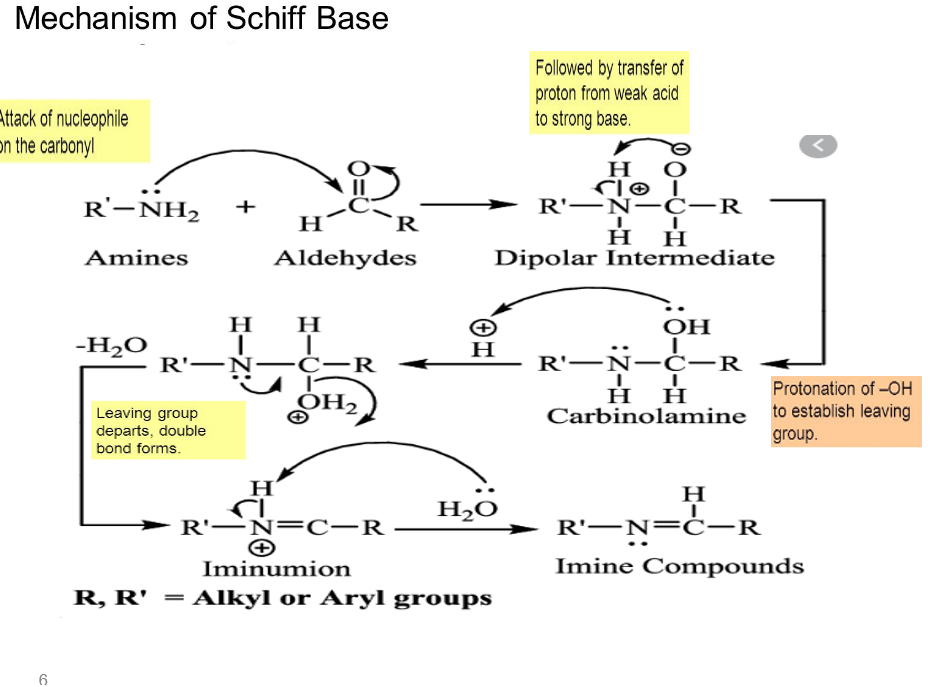 Mechanism of Schiff Base
Followed by transfer of
proton from weak acid
to strong base.
Attack of nucleophile
on the carbonyl
R'—NH₂ + O
H C R
H O
R'—N—C—R
H H
Amines Aldehydes Dipolar Intermediate
-H₂O
H H
R'—N—C—R
OH₂
H
OH
R'—N—C—R
H H
Carbinolamine
Protonation of –OH
to establish leaving
group.
Leaving group
departs, double
bond forms.
H
R'—N=C—R
Iminumion
H₂O
H
R'—N=C—R
Imine Compounds
R, R' = Alkyl or Aryl groups
6